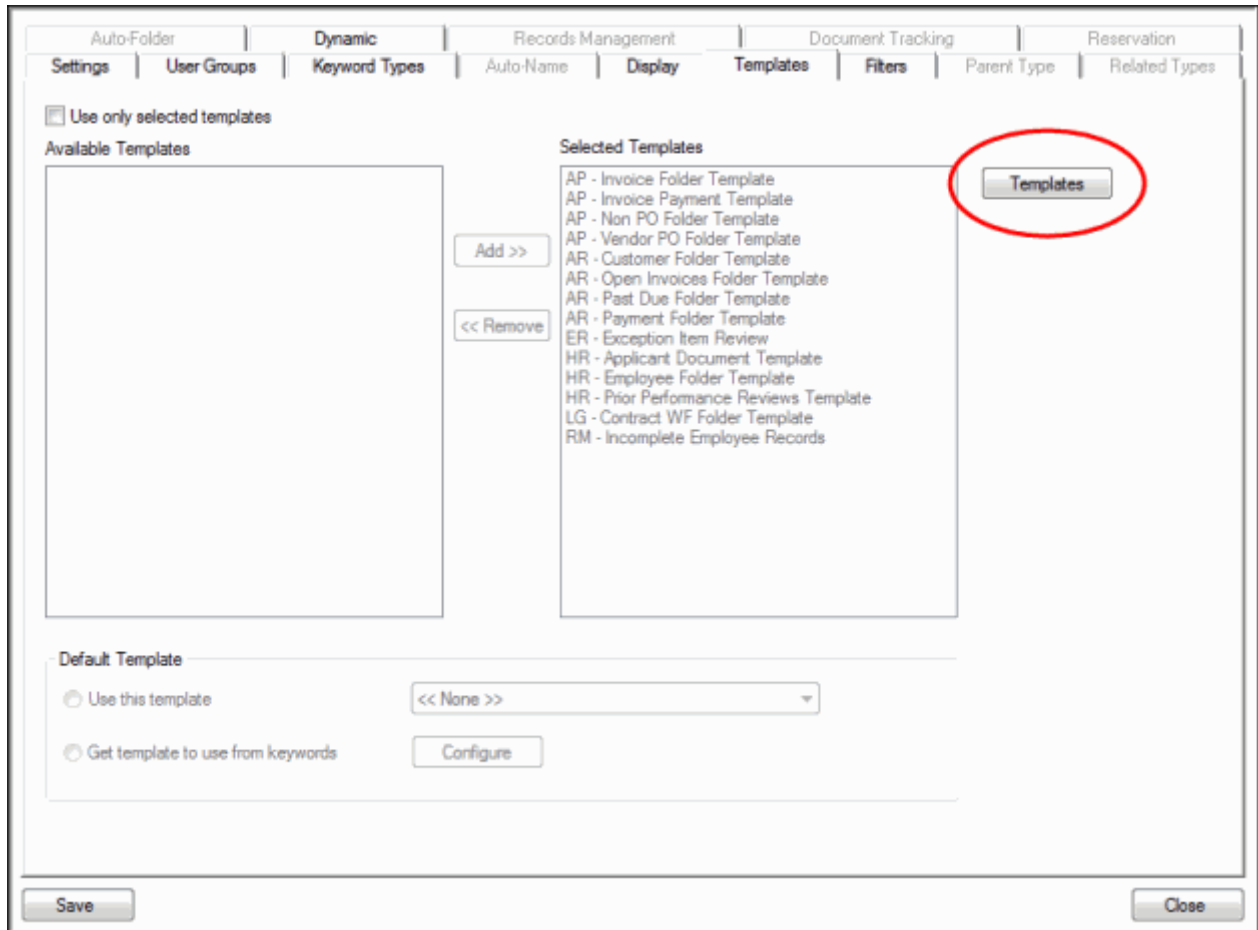 Auto-Folder Dynamic Records Management Document Tracking Reservation
Settings User Groups Keyword Types Auto-Name Display Templates Filters Parent Type Related Types
Use only selected templates
Available Templates
Selected Templates
AP - Invoice Folder Template
AP - Invoice Payment Template
AP - Non PO Folder Template
AP - Vendor PO Folder Template
AR - Customer Folder Template
AR - Open Invoices Folder Template
AR - Past Due Folder Template
AR - Payment Folder Template
ER - Exception Item Review
HR - Applicant Document Template
HR - Employee Folder Template
HR - Prior Performance Reviews Template
LG - Contract WF Folder Template
RM - Incomplete Employee Records
Templates
Add >>
<< Remove
Default Template
Use this template << None >>
Get template to use from keywords Configure
Save Close